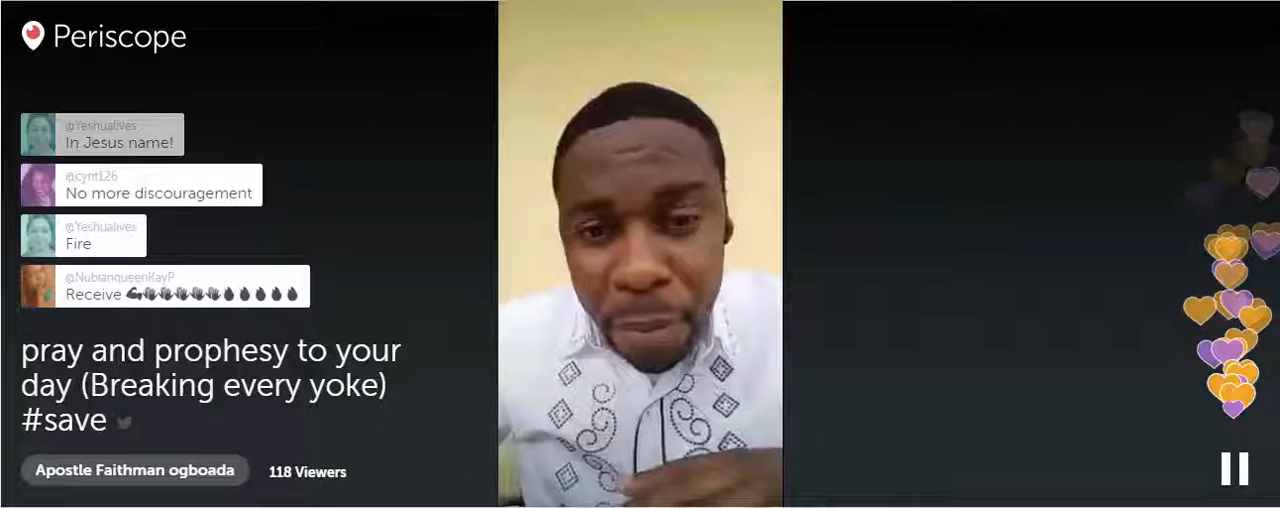 Periscope
@Yeshualives
In Jesus name!
@cynt126
No more discouragement
@Yeshualives
Fire
@NubianqueenKayP
Receive 💪👋👋👋👋👋🔥🔥🔥🔥🔥
pray and prophesy to your
day (Breaking every yoke)
#save
Apostle Faithman ogboada
118 Viewers